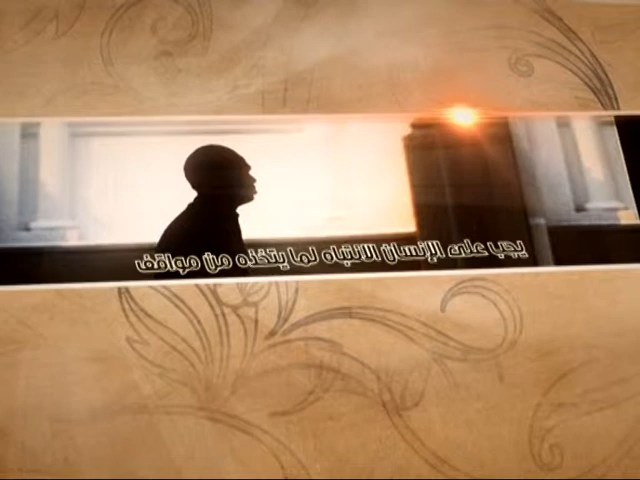 يجب على الإنسان الانتباه لما يتخذه من مواقف